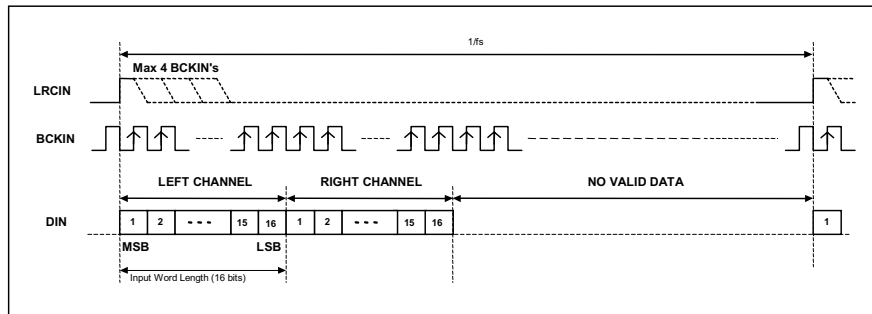 1/fs
Max 4 BCKIN's
LRCIN
BCKIN
LEFT CHANNEL RIGHT CHANNEL NO VALID DATA
DIN 1 2 15 16 1 2 15 16 1
MSB LSB
Input Word Length (16 bits)